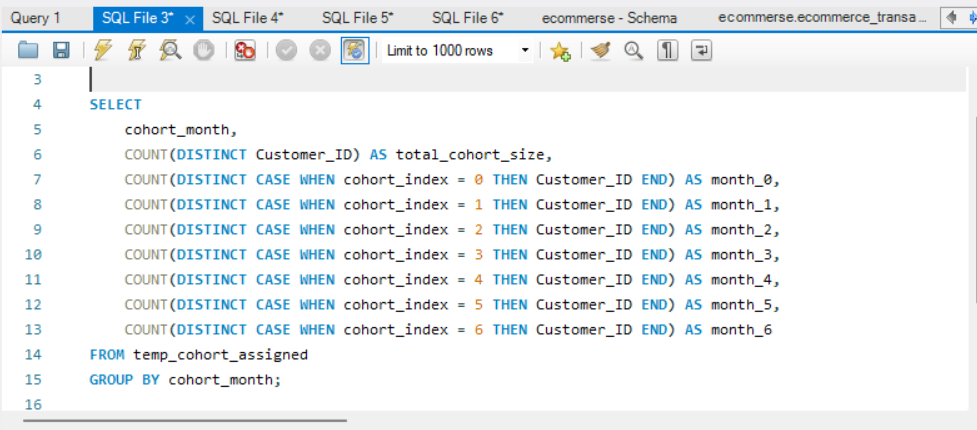 Query 1 SQL File 3* × SQL File 4* SQL File 5* SQL File 6* ecommerse - Schema ecommerse.ecommerce_transa...
Limit to 1000 rows
3
4 SELECT
5 cohort_month,
6 COUNT(DISTINCT Customer_ID) AS total_cohort_size,
7 COUNT(DISTINCT CASE WHEN cohort_index = 0 THEN Customer_ID END) AS month_0,
8 COUNT(DISTINCT CASE WHEN cohort_index = 1 THEN Customer_ID END) AS month_1,
9 COUNT(DISTINCT CASE WHEN cohort_index = 2 THEN Customer_ID END) AS month_2,
10 COUNT(DISTINCT CASE WHEN cohort_index = 3 THEN Customer_ID END) AS month_3,
11 COUNT(DISTINCT CASE WHEN cohort_index = 4 THEN Customer_ID END) AS month_4,
12 COUNT(DISTINCT CASE WHEN cohort_index = 5 THEN Customer_ID END) AS month_5,
13 COUNT(DISTINCT CASE WHEN cohort_index = 6 THEN Customer_ID END) AS month_6
14 FROM temp_cohort_assigned
15 GROUP BY cohort_month;
16